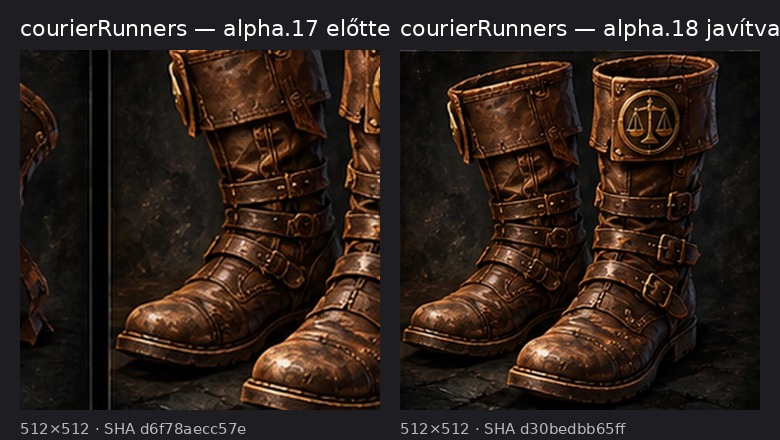 courierRunners — alpha.17 előtte
courierRunners — alpha.18 javítva
512×512 · SHA d6f78aecc57e
512×512 · SHA d30bedbb65ff